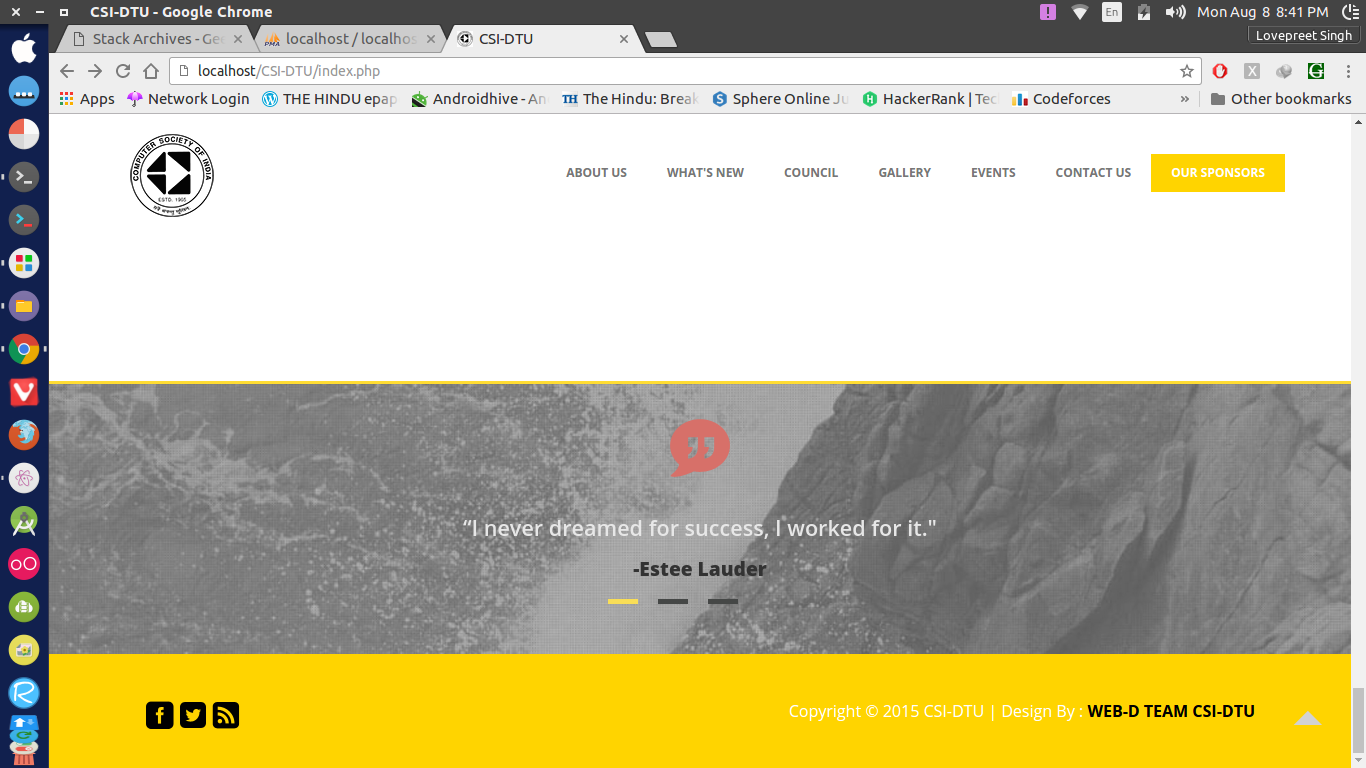 CSI-DTU - Google Chrome
En
Mon Aug 8 8:41 PM
Lovepreet Singh
Stack Archives - Gee
localhost / localhos
CSI-DTU
localhost/CSI-DTU/index.php
Apps
Network Login
THE HINDU epap
Androidhive - An
The Hindu: Break
Sphere Online Ju
HackerRank | Tec
Codeforces
»
Other bookmarks
COMPUTER SOCIETY OF INDIA
ESTD. 1965
ABOUT US
WHAT'S NEW
COUNCIL
GALLERY
EVENTS
CONTACT US
OUR SPONSORS
“I never dreamed for success, I worked for it."
-Estee Lauder
Copyright © 2015 CSI-DTU | Design By : WEB-D TEAM CSI-DTU